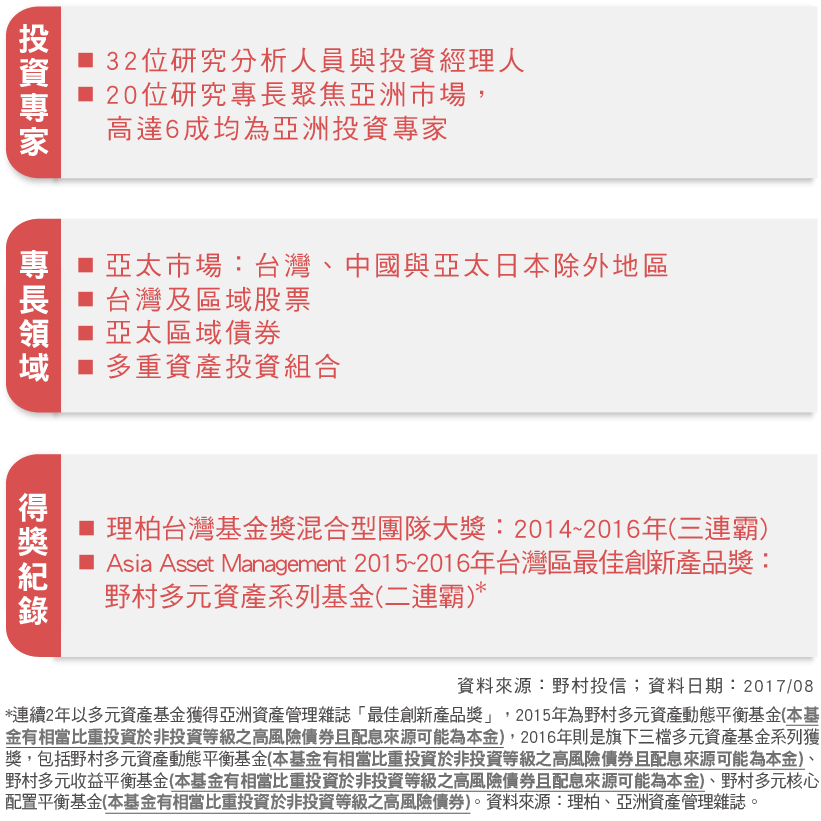 投資專家
■ 32位研究分析人員與投資經理人
■ 20位研究專長聚焦亞洲市場，
高達6成均為亞洲投資專家
專長領域
■ 亞太市場：台灣、中國與亞太日本除外地區
■ 台灣及區域股票
■ 亞太區域債券
■ 多重資產投資組合
得獎紀錄
■ 理柏台灣基金獎混合型團隊大獎：2014~2016年(三連霸)
■ Asia Asset Management 2015~2016年台灣區最佳創新產品獎：
野村多元資產系列基金(二連霸)*
資料來源：野村投信；資料日期：2017/08
*連續2年以多元資產基金獲得亞洲資產管理雜誌「最佳創新產品獎」，2015年為野村多元資產動態平衡基金(本基
金有相當比重投資於非投資等級之高風險債券且配息來源可能為本金)，2016年則是旗下三檔多元資產基金系列獲
獎，包括野村多元資產動態平衡基金(本基金有相當比重投資於非投資等級之高風險債券且配息來源可能為本金)、
野村多元收益平衡基金(本基金有相當比重投資於非投資等級之高風險債券且配息來源可能為本金)、野村多元核心
配置平衡基金(本基金有相當比重投資於非投資等級之高風險債券)。資料來源：理柏、亞洲資產管理雜誌。